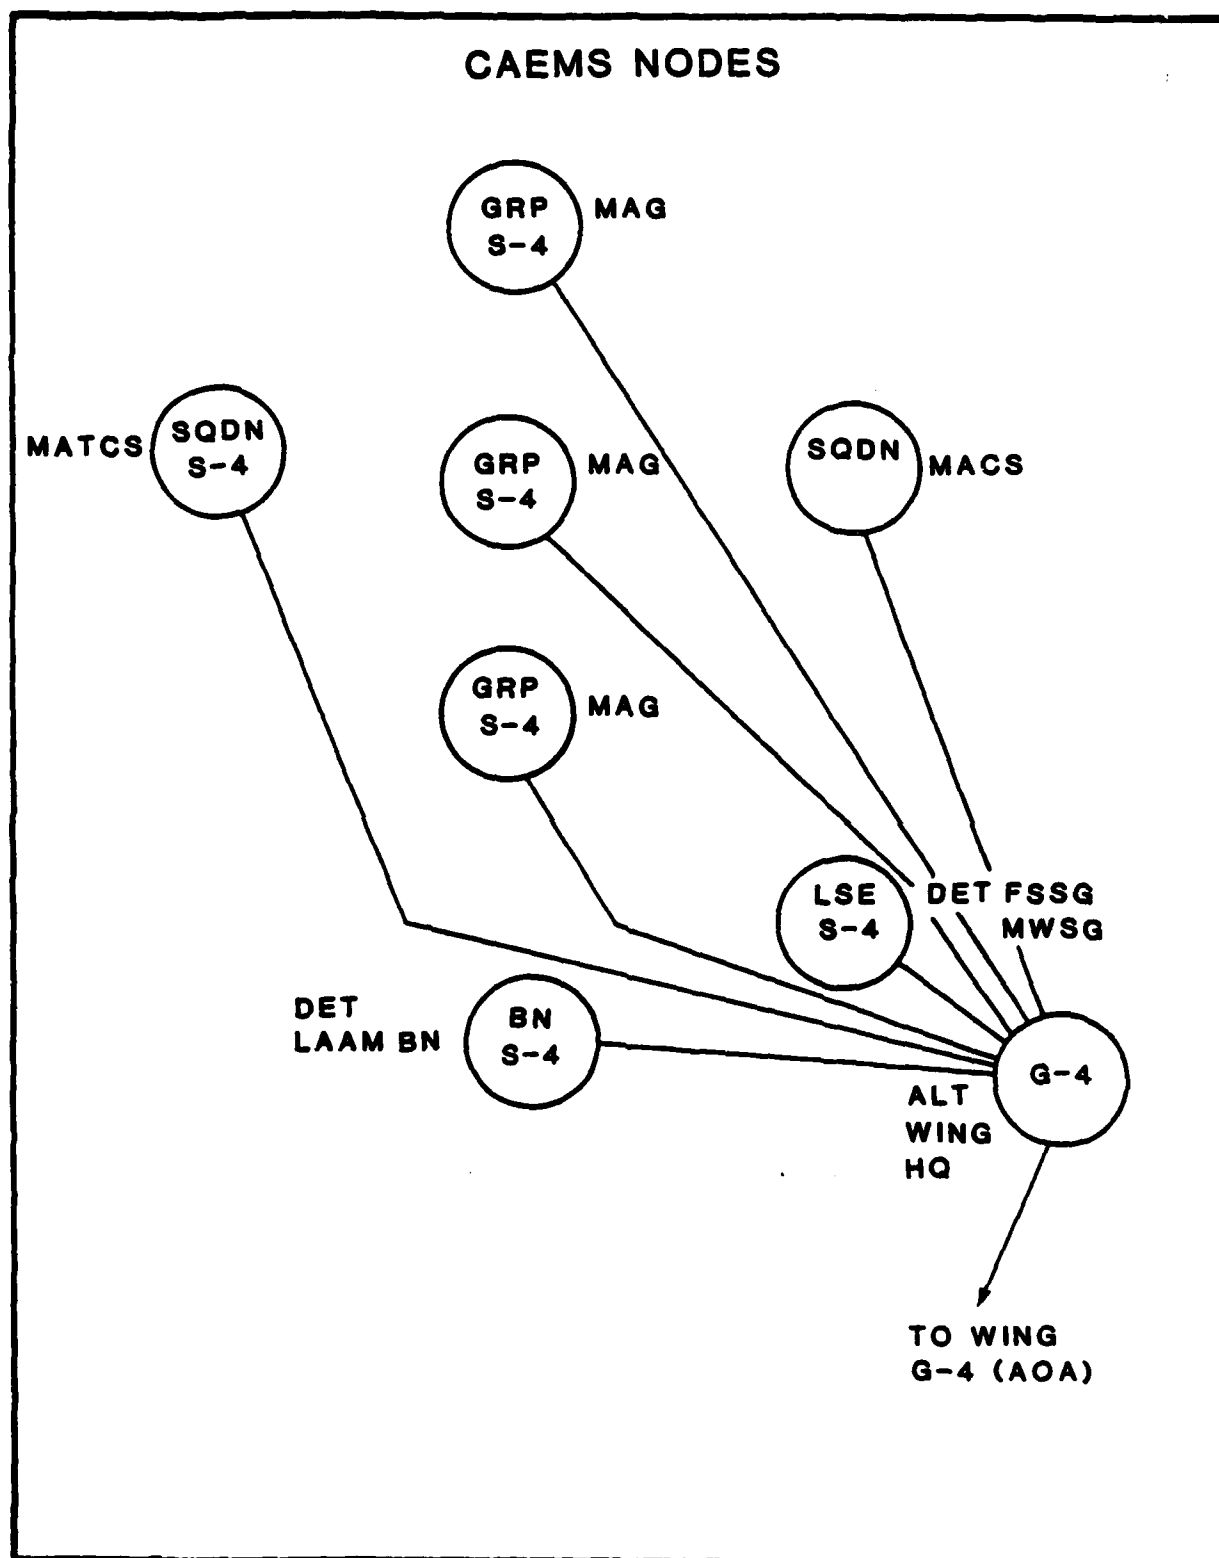 CAEMS NODES
GRP
S-4
MAG
SQDN
S-4
MATCS
GRP
S-4
MAG
SQDN
MACS
GRP
S-4
MAG
LSE
S-4
DET FSSG
MWSG
DET
LAAM BN
BN
S-4
G-4
ALT
WING
HQ
TO WING
G-4 (AOA)